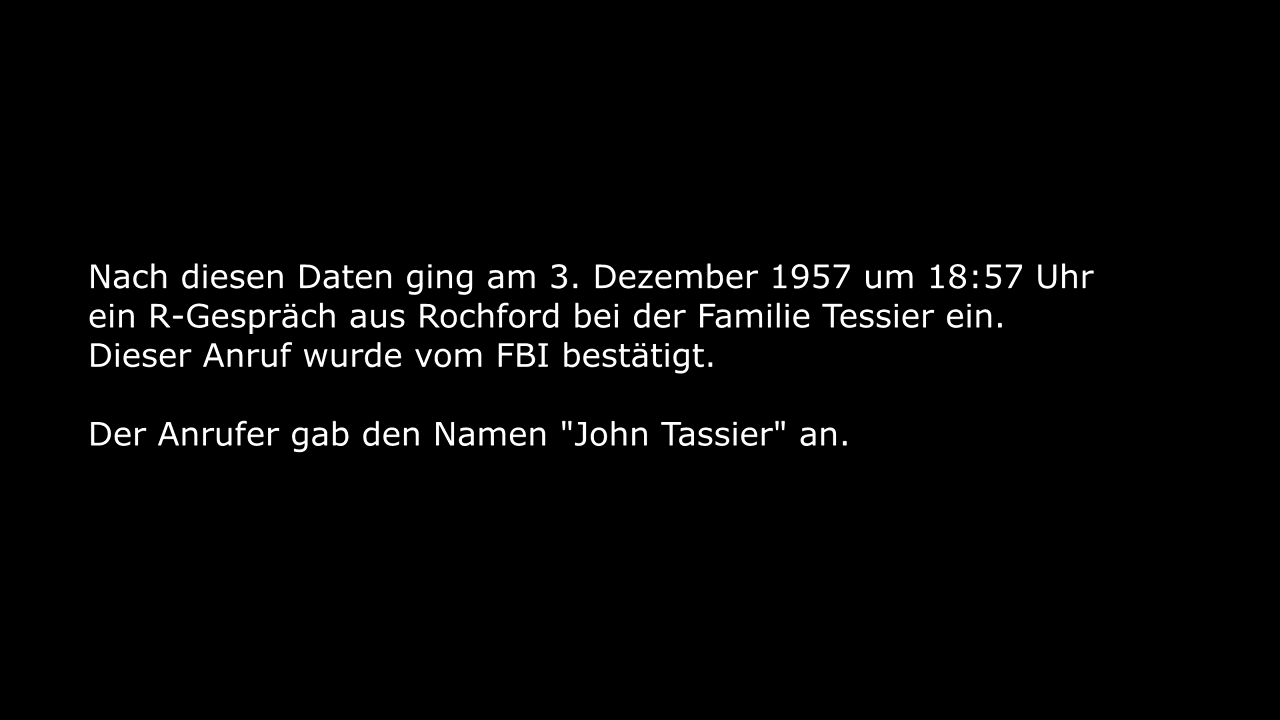 Nach diesen Daten ging am 3. Dezember 1957 um 18:57 Uhr
ein R-Gespräch aus Rochford bei der Familie Tessier ein.
Dieser Anruf wurde vom FBI bestätigt.
Der Anrufer gab den Namen "John Tassier" an.